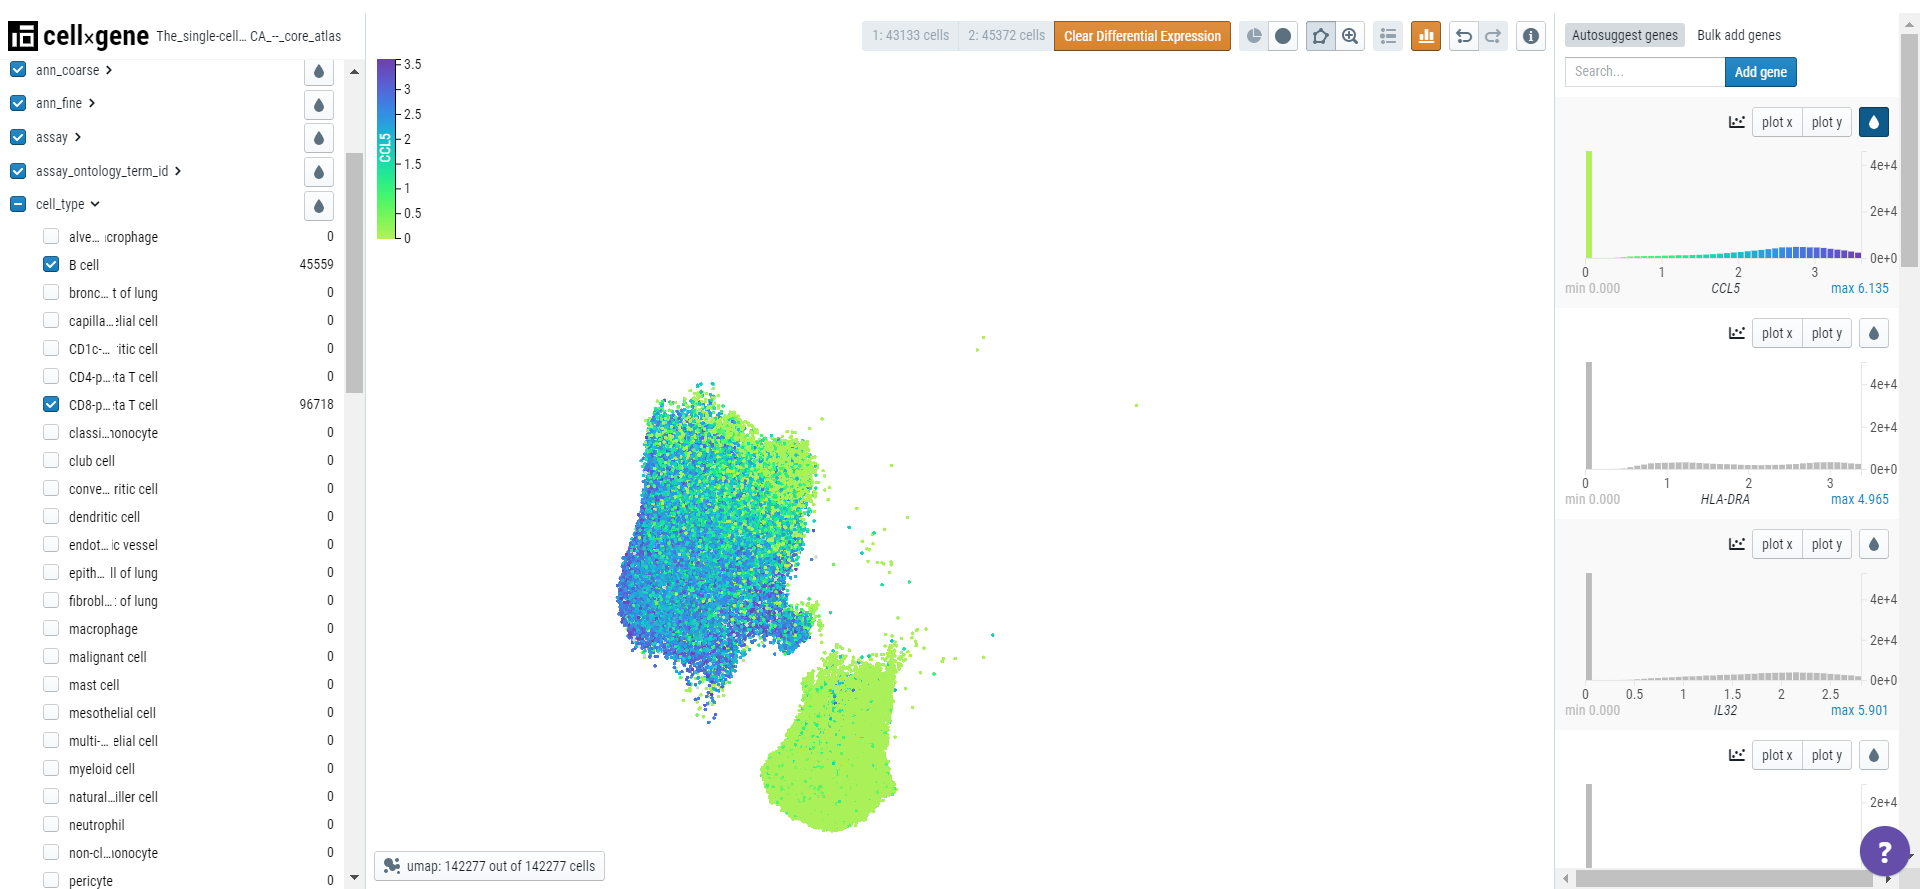 cell×gene The_single-cell… CA_--_core_atlas
1: 43133 cells 2: 45372 cells Clear Differential Expression
Autosuggest genes Bulk add genes
Search... Add gene
ann_coarse
ann_fine
assay
assay_ontology_term_id
cell_type
alve… crophage 0
B cell 45559
bronc… t of lung 0
capilla…elial cell 0
CD1c-… itic cell 0
CD4-p…ta T cell 0
CD8-p…ta T cell 96718
classi…onocyte 0
club cell 0
conve… ritic cell 0
dendritic cell 0
endot… ic vessel 0
epith… ll of lung 0
fibrobl… of lung 0
macrophage 0
malignant cell 0
mast cell 0
mesothelial cell 0
multi-… elial cell 0
myeloid cell 0
natural…iller cell 0
neutrophil 0
non-cl…onocyte 0
pericyte 0
CCL5
3.5
3
2.5
2
1.5
1
0.5
0
umap: 142277 out of 142277 cells
plot x plot y
4e+4
2e+4
0e+0
0 1 2 3
min 0.000 CCL5 max 6.135
plot x plot y
4e+4
2e+4
0e+0
0 1 2 3
min 0.000 HLA-DRA max 4.965
plot x plot y
4e+4
2e+4
0e+0
0 0.5 1 1.5 2 2.5
min 0.000 IL32 max 5.901
plot x plot y
2e+4
?